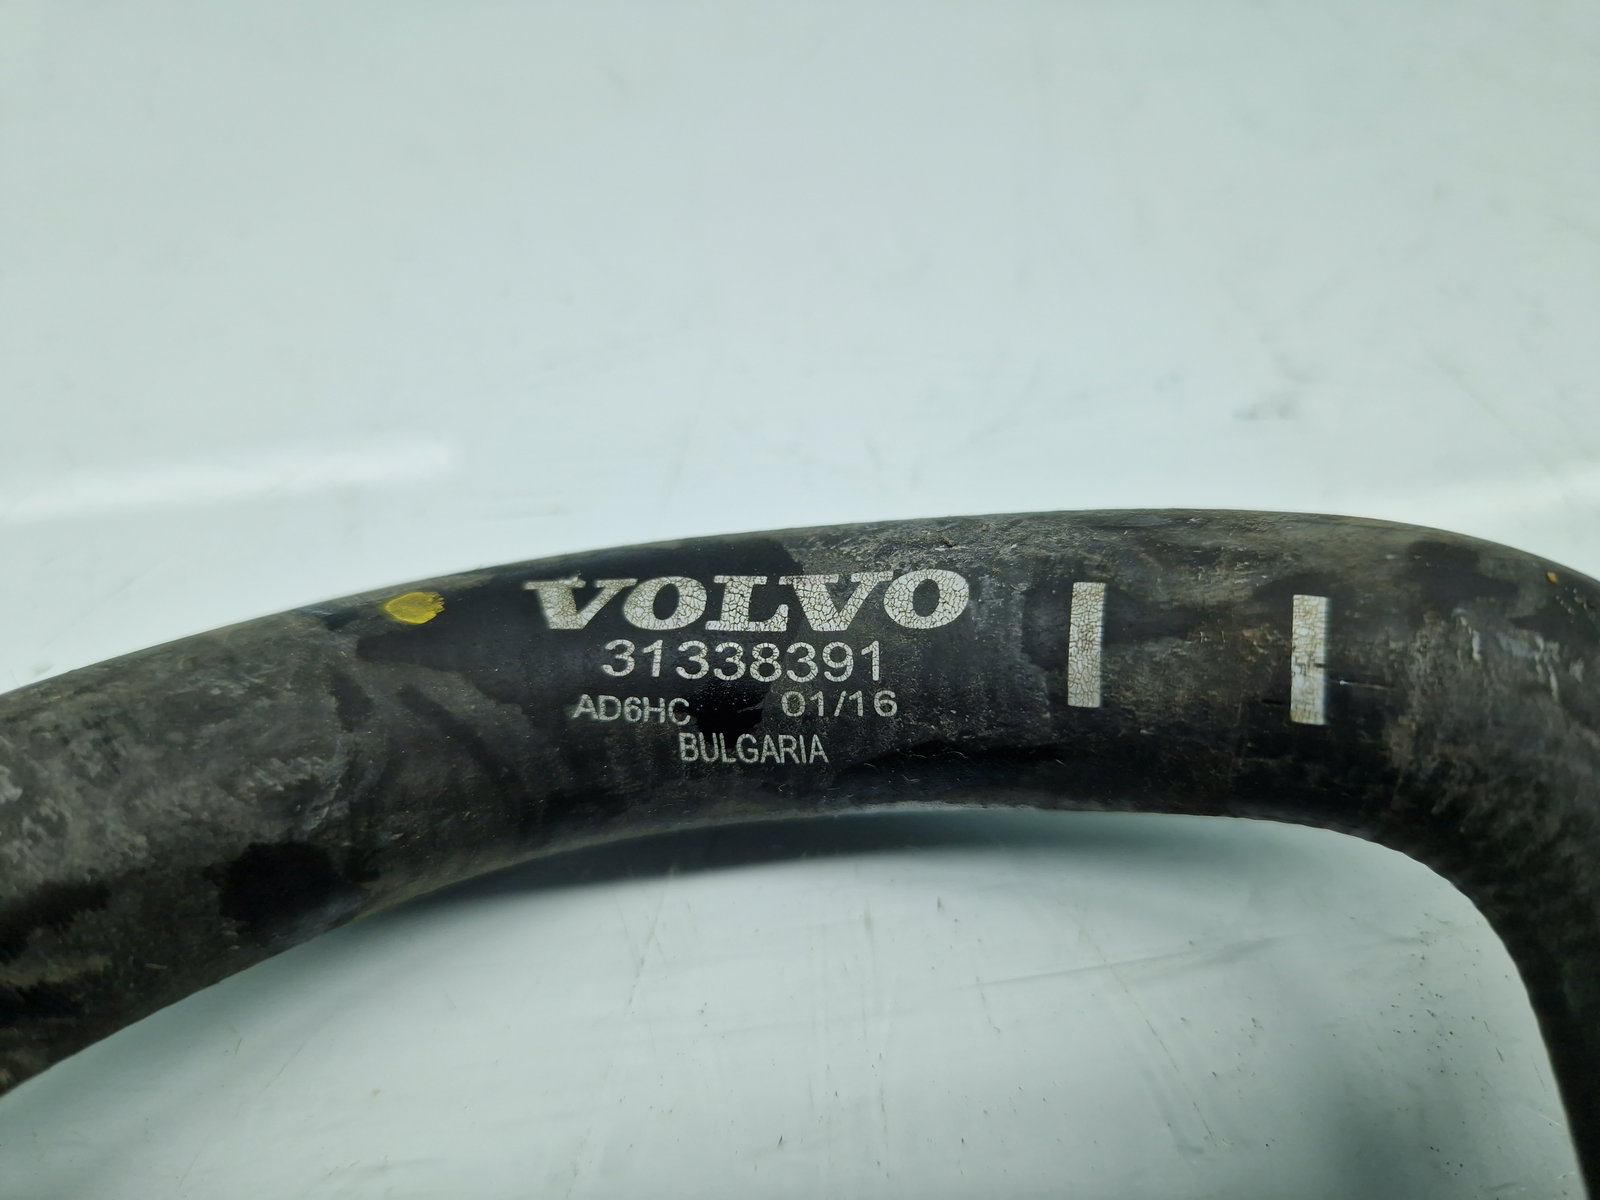 VOLVO
31338391
AD6HC 01/16
BULGARIA